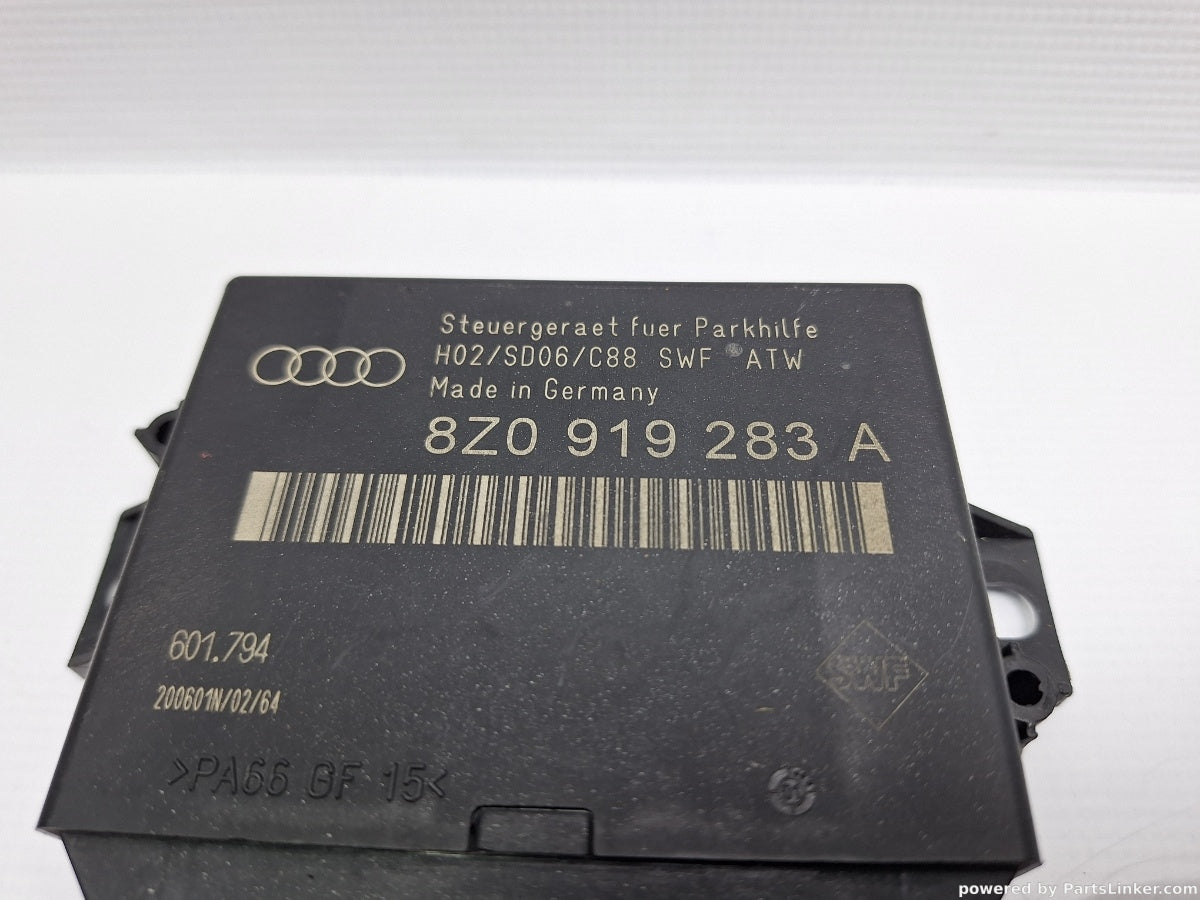 Steuergeraet fuer Parkhilfe
H02/SD06/C88 SWF ATW
Made in Germany
8Z0 919 283 A
601.794
200601N/02/64
SWF
>PA66 GF 15<
powered by PartsLinker.com